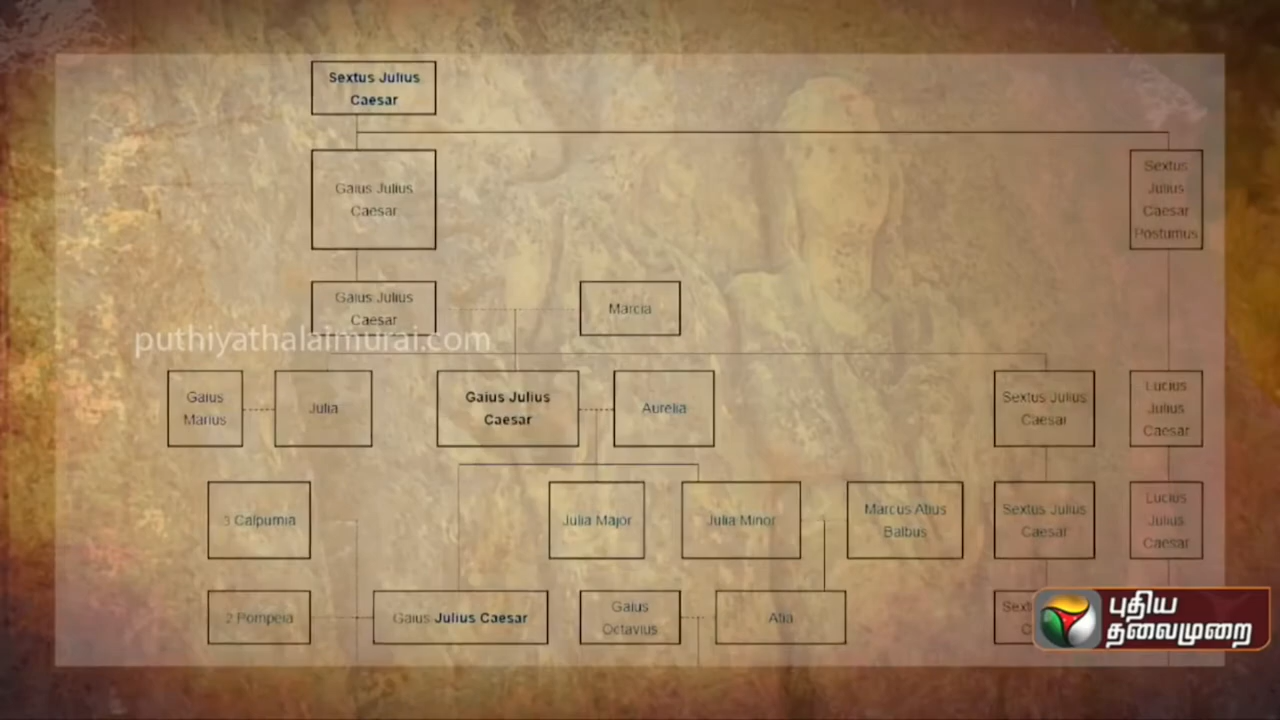 Sextus Julius
Caesar
Gaius Julius
Caesar
Sextus
Julius
Caesar
Postumus
Gaius Julius
Caesar
Marcia
puthiyathalaimurai.com
Gaius
Marius
Julia
Gaius Julius
Caesar
Aurelia
Sextus Julius
Caesar
Lucius
Julius
Caesar
3 Calpurnia
Julia Major
Julia Minor
Marcus Atius
Balbus
Sextus Julius
Caesar
Lucius
Julius
Caesar
2 Pompeia
Gaius Julius Caesar
Gaius
Octavius
Atia
புதிய
தலைமுறை